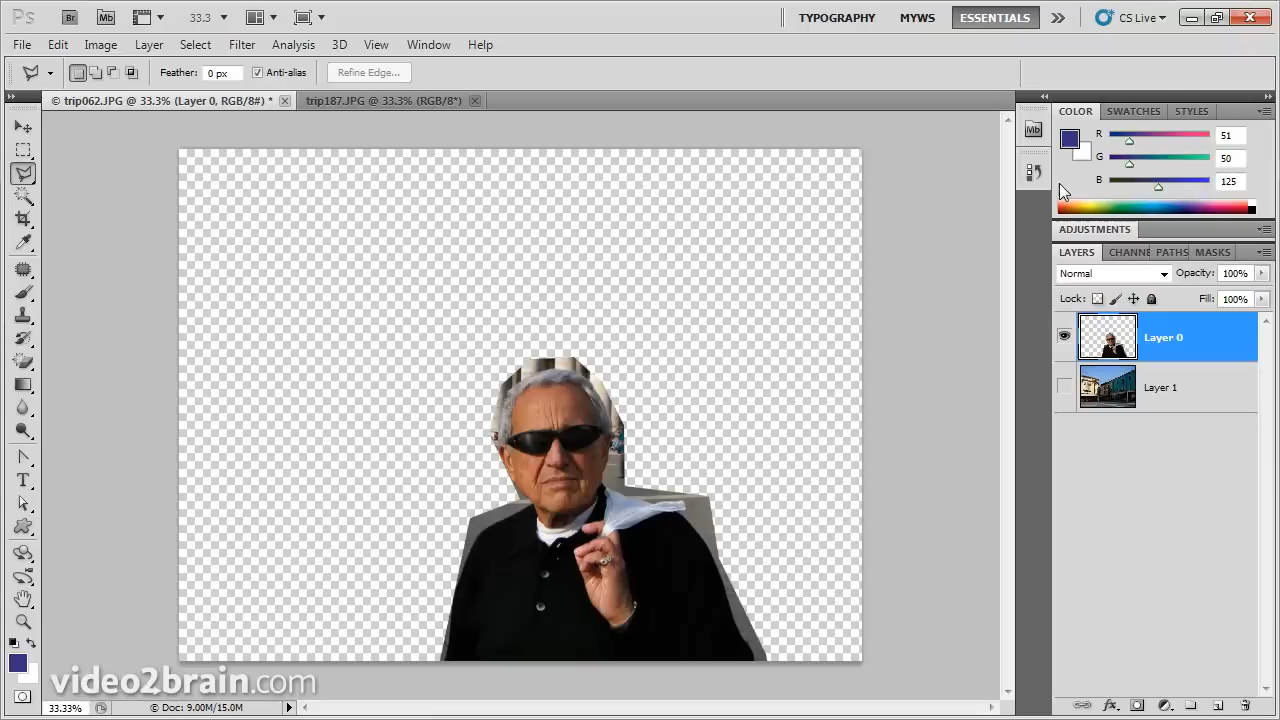 Ps Br Mb 33.3 TYPOGRAPHY MYWS ESSENTIALS CS Live
File Edit Image Layer Select Filter Analysis 3D View Window Help
Feather: 0 px Anti-alias Refine Edge...
© trip062.JPG @ 33.3% (Layer 0, RGB/8#) * trip187.JPG @ 33.3% (RGB/8*)
COLOR SWATCHES STYLES
Mb
R 51
G 50
B 125
ADJUSTMENTS
LAYERS CHANNE PATHS MASKS
Normal Opacity: 100%
Lock: Fill: 100%
Layer 0
Layer 1
T
video2brain.com
33.33% © Doc: 9.00M/15.0M
fx